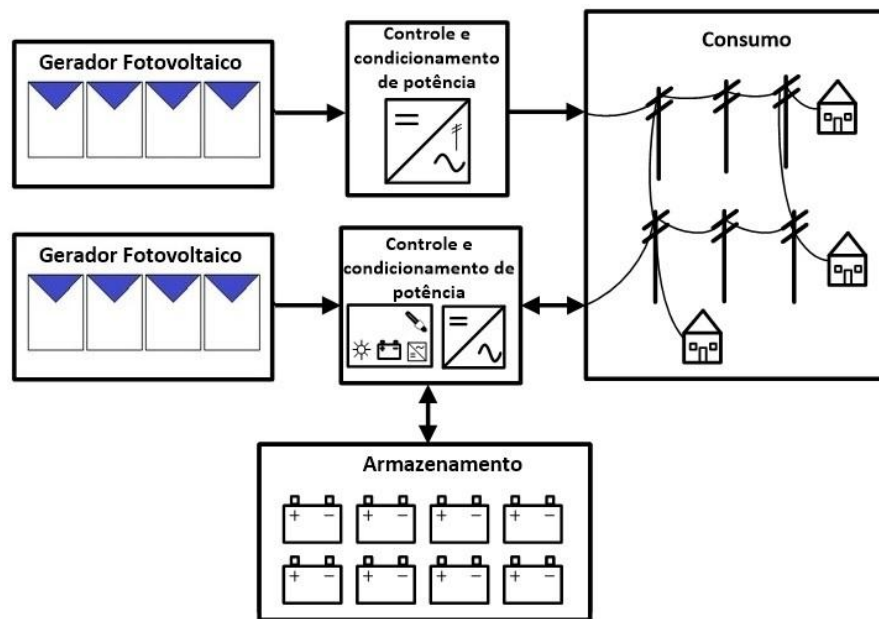 Gerador Fotovoltaico
Controle e
condicionamento
de potência
Consumo
Gerador Fotovoltaico
Controle e
condicionamento de
potência
Armazenamento
+ − + − + − + −
+ − + − + − + −